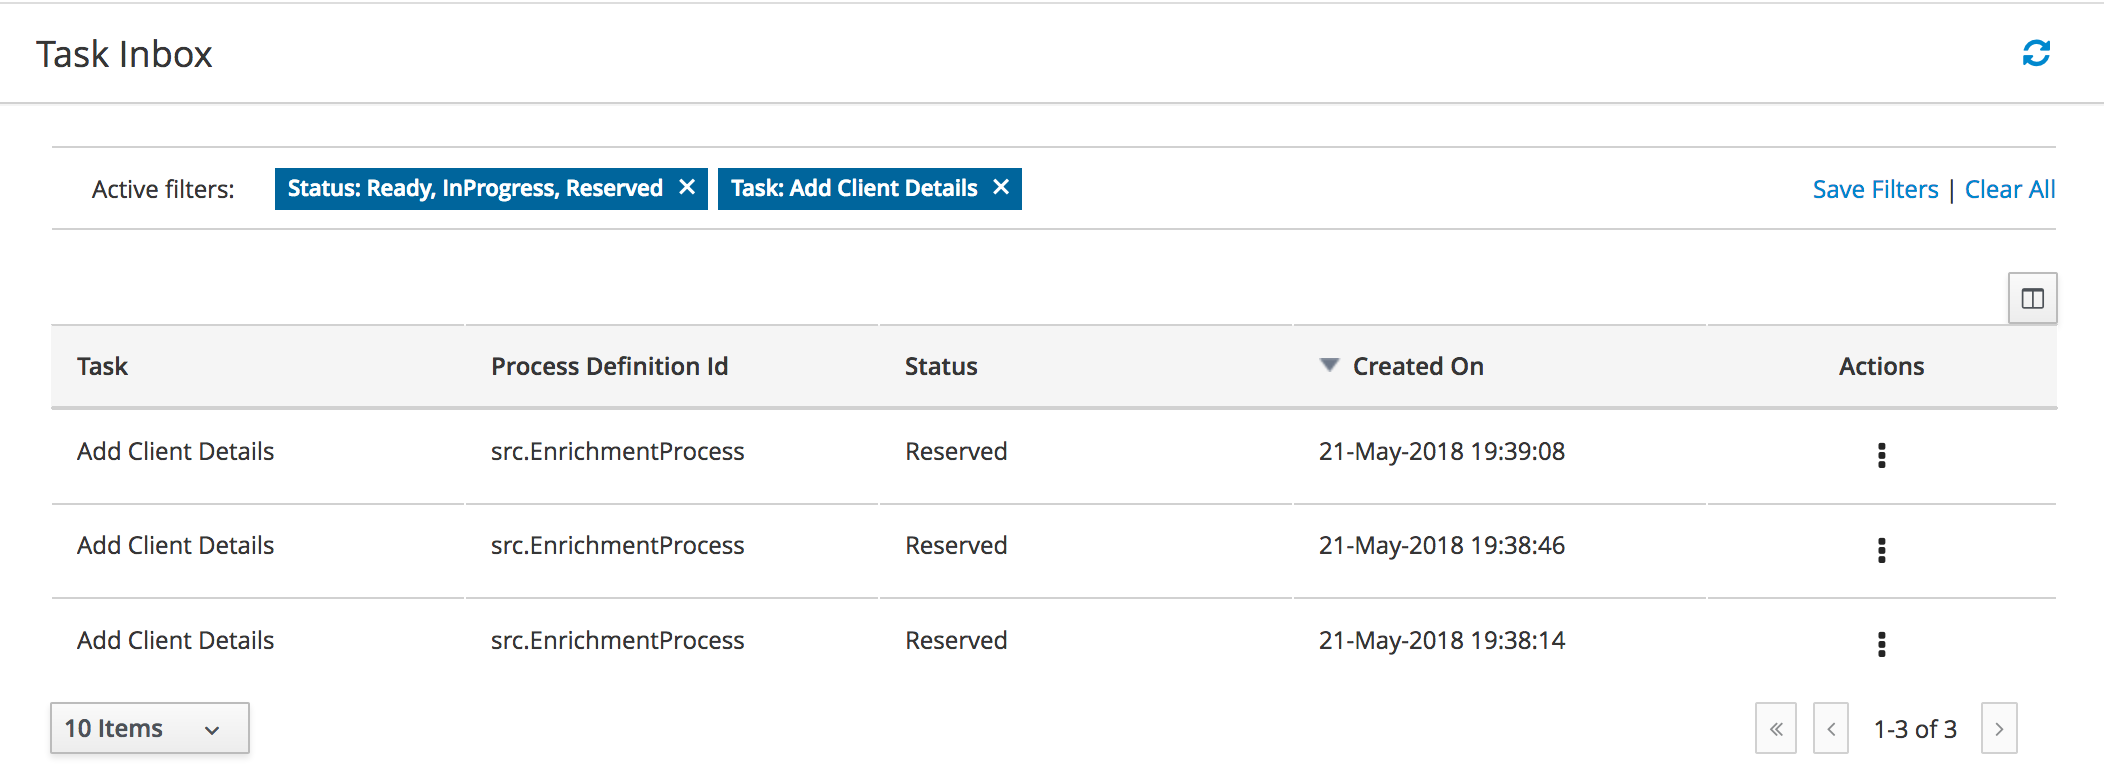 Task Inbox
Active filters: Status: Ready, InProgress, Reserved ✕ Task: Add Client Details ✕ Save Filters | Clear All
Task Process Definition Id Status Created On Actions
Add Client Details src.EnrichmentProcess Reserved 21-May-2018 19:39:08
Add Client Details src.EnrichmentProcess Reserved 21-May-2018 19:38:46
Add Client Details src.EnrichmentProcess Reserved 21-May-2018 19:38:14
10 Items « ‹ 1-3 of 3 ›